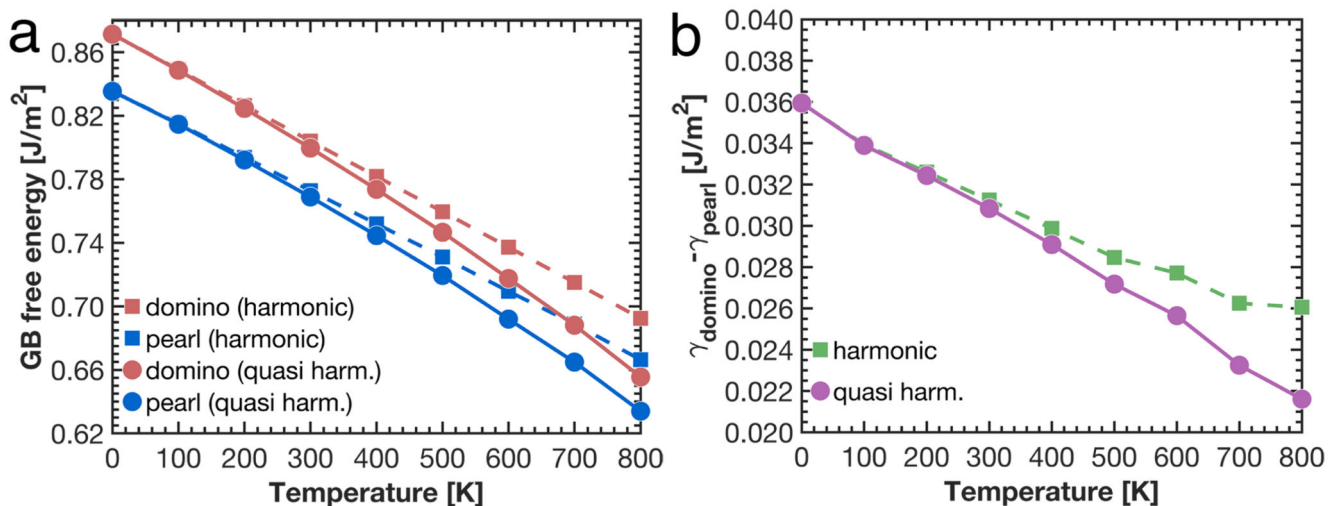 a
0.86
0.82
0.78
0.74
0.70
0.66
0.62
GB free energy [J/m²]
domino (harmonic)
pearl (harmonic)
domino (quasi harm.)
pearl (quasi harm.)
0 100 200 300 400 500 600 700 800
Temperature [K]
b
0.040
0.038
0.036
0.034
0.032
0.030
0.028
0.026
0.024
0.022
0.020
γdomino-γpearl [J/m²]
harmonic
quasi harm.
0 100 200 300 400 500 600 700 800
Temperature [K]